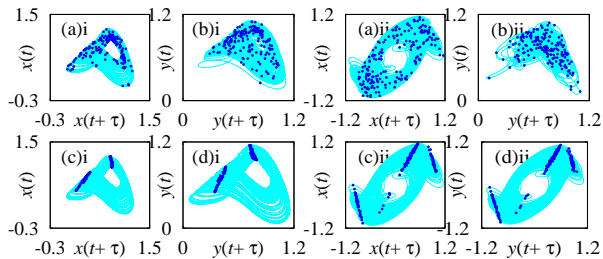 1.5 (a)i 1.2 (b)i 1.2 (a)ii 1.2 (b)ii
x(t) y(t) x(t) y(t)
-0.3 0 -1.2 0
-0.3 x(t+ τ) 1.5 0 y(t+ τ) 1.2 -1.2 x(t+ τ) 1.2 0 y(t+ τ) 1.2
1.5 (c)i 1.2 (d)i 1.2 (c)ii 1.2 (d)ii
x(t) y(t) x(t) y(t)
-0.3 0 -1.2 -1.2
-0.3 x(t+ τ) 1.5 0 y(t+ τ) 1.2 -1.2 x(t+ τ) 1.2 -1.2 y(t+ τ) 1.2